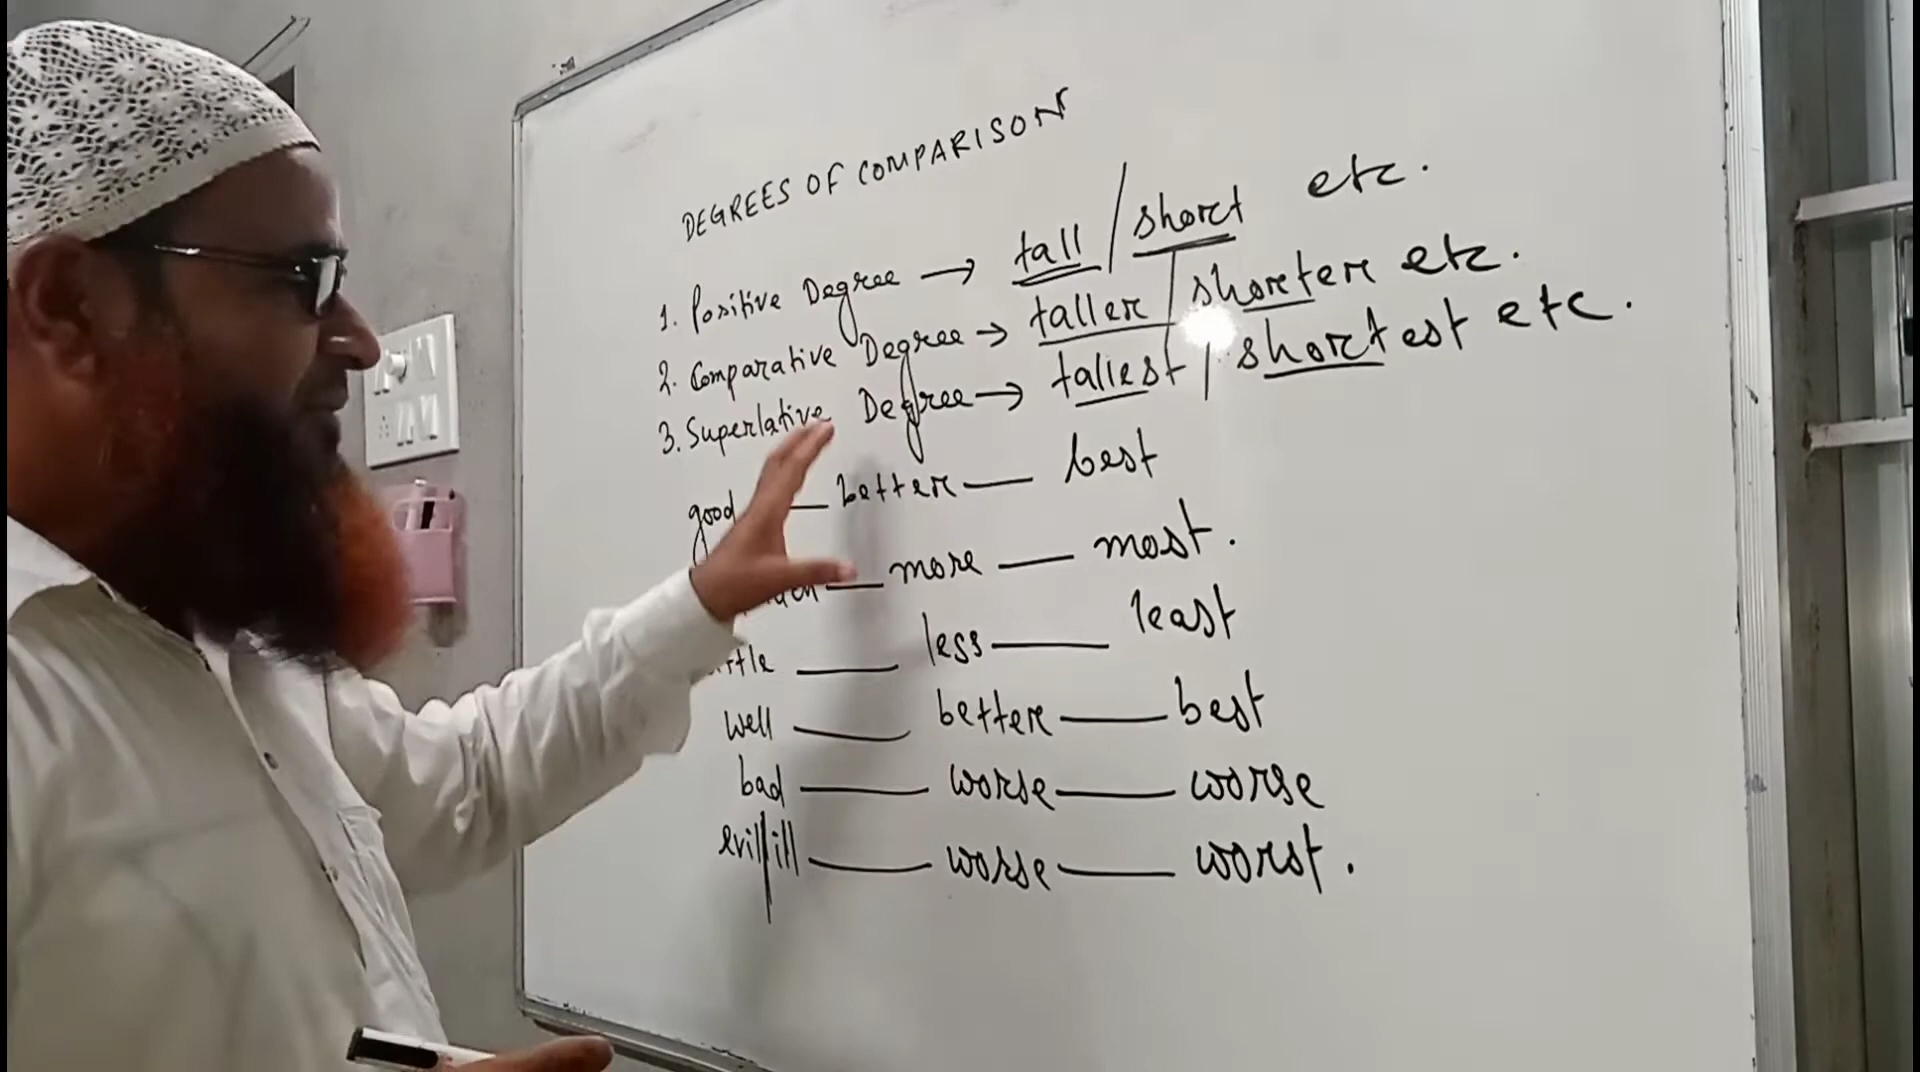 DEGREES OF COMPARISON
1. Positive Degree → tall / short etc.
2. Comparative Degree → taller / shorter etc.
3. Superlative Degree → tallest / shortest etc.
good — better — best
— more — most.
— less — least
well — better — best
bad — worse — worse
evil/ill — worse — worst.